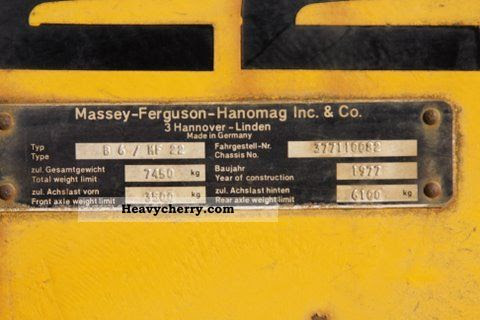 Massey-Ferguson-Hanomag Inc. & Co.
3 Hannover-Linden
Made in Germany
Typ
Type
B 6 / MF 22
Fahrgestell-Nr.
Chassis No.
377110082
zul. Gesamtgewicht
Total weight limit
7450 kg
Baujahr
Year of construction
1977
zul. Achslast vorn
Front axle weight limit
3500 kg
zul. Achslast hinten
Rear axle weight limit
6100 kg
Heavycherry.com